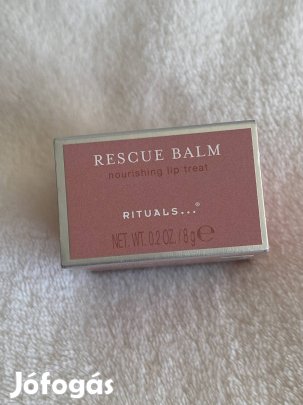 RESCUE BALM
nourishing lip treat
RITUALS...®
NET. WT. 0.2 OZ. / 8 g ℮
Jófogás